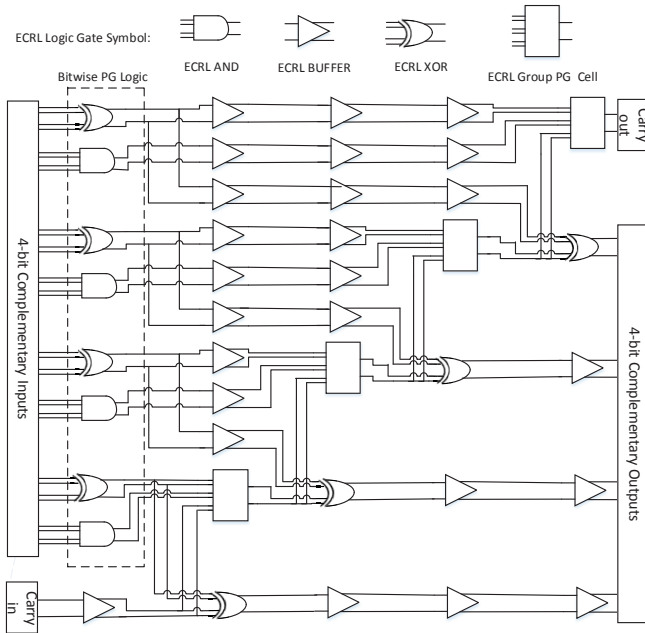 ECRL Logic Gate Symbol:
ECRL AND
ECRL BUFFER
ECRL XOR
ECRL Group PG Cell
Bitwise PG Logic
4-bit Complementary Inputs
Carry
in
Carry
out
4-bit Complementary Outputs